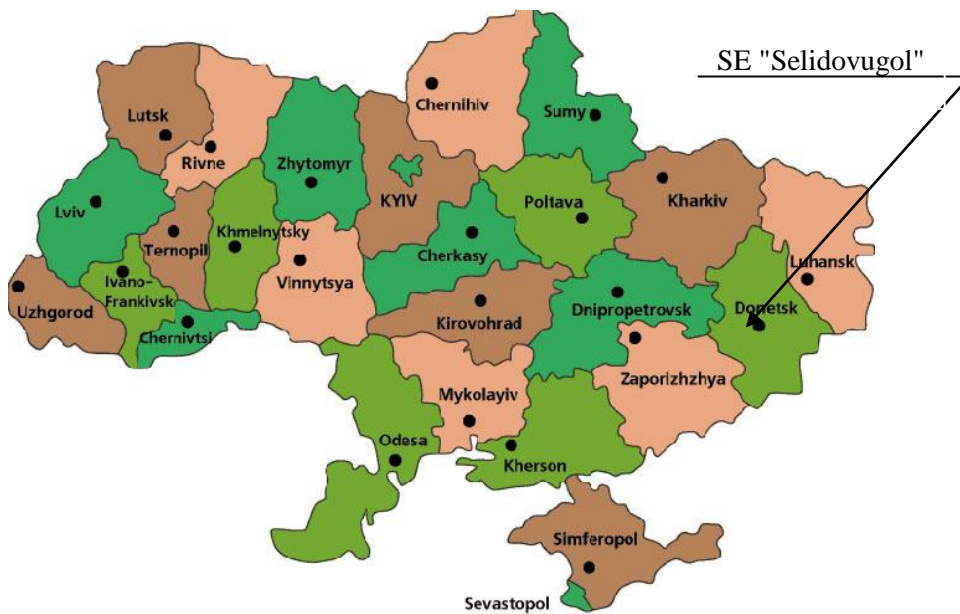 SE "Selidovugol"
Chernihiv
Sumy
Lutsk
Rivne
Zhytomyr
KYIV
Poltava
Kharkiv
Lviv
Khmelnytsky
Ternopil
Cherkasy
Luhansk
Ivano-
Frankivsk
Vinnytsya
Uzhgorod
Kirovohrad
Dnipropetrovsk
Donetsk
Chernivtsi
Zaporizhzhya
Mykolayiv
Odesa
Kherson
Simferopol
Sevastopol